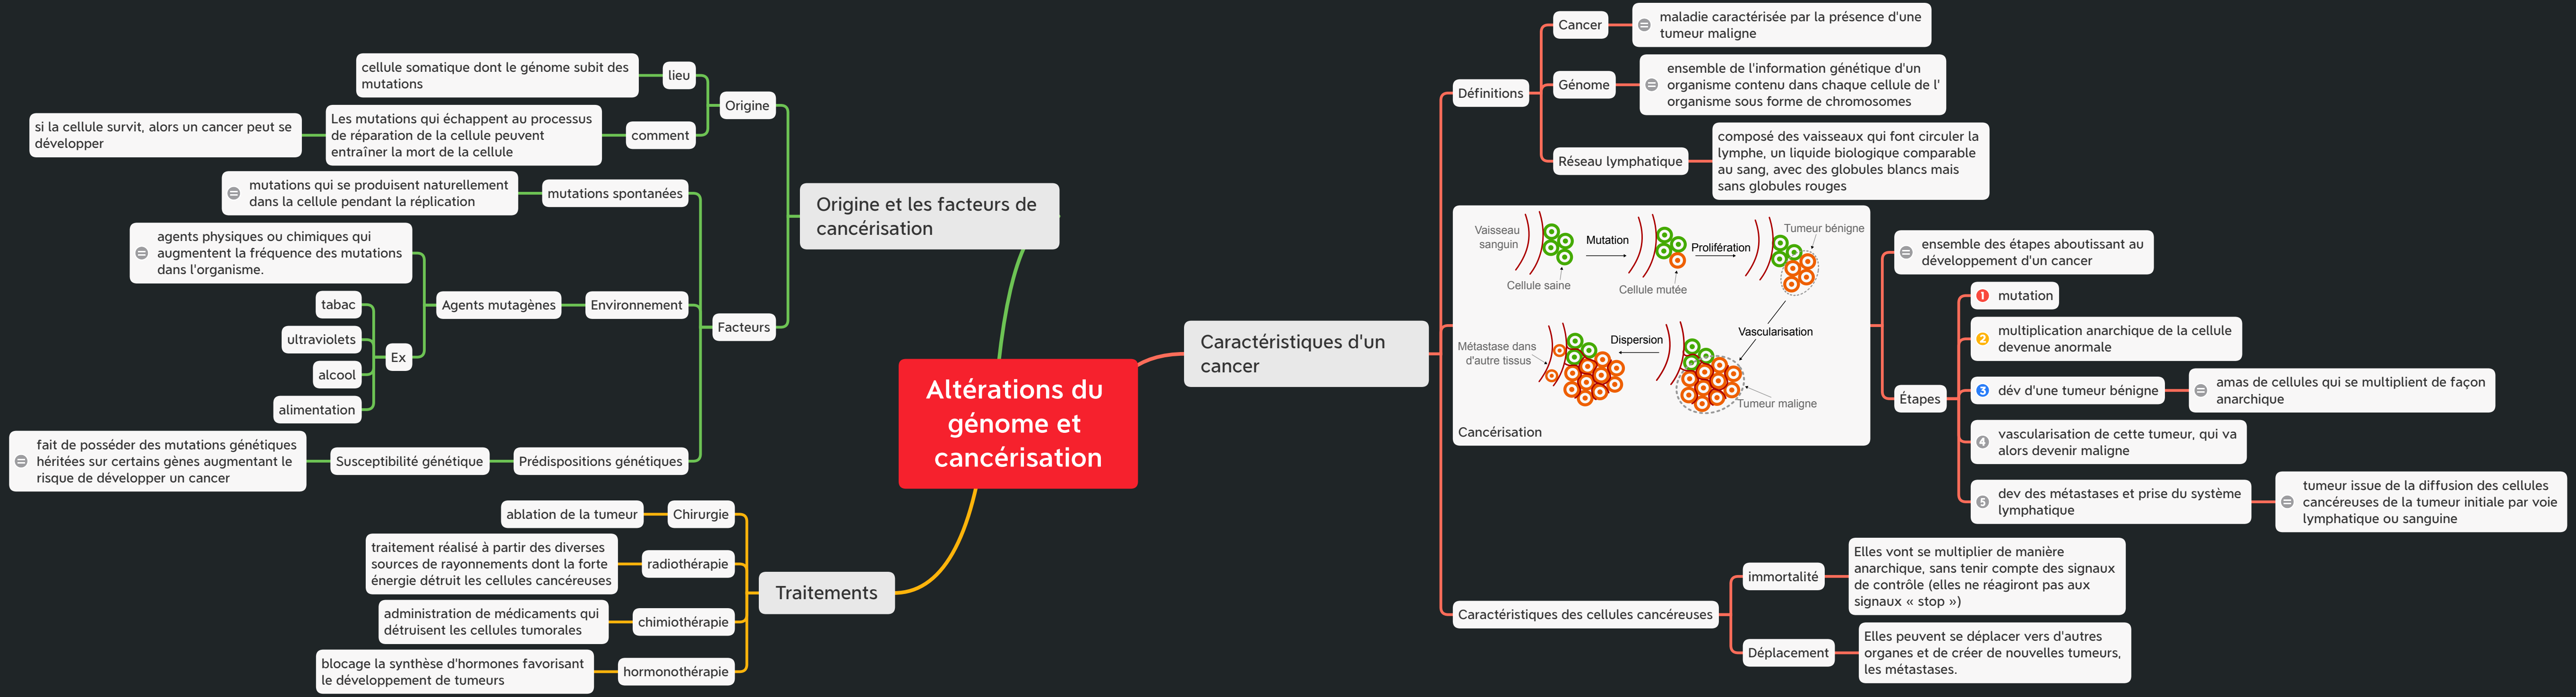 Altérations du
génome et
cancérisation
Origine et les facteurs de
cancérisation
Origine
lieu
cellule somatique dont le génome subit des
mutations
comment
Les mutations qui échappent au processus
de réparation de la cellule peuvent
entraîner la mort de la cellule
si la cellule survit, alors un cancer peut se
développer
Facteurs
mutations spontanées
mutations qui se produisent naturellement
dans la cellule pendant la réplication
Environnement
Agents mutagènes
agents physiques ou chimiques qui
augmentent la fréquence des mutations
dans l'organisme.
Ex
tabac
ultraviolets
alcool
alimentation
Prédispositions génétiques
Susceptibilité génétique
fait de posséder des mutations génétiques
héritées sur certains gènes augmentant le
risque de développer un cancer
Traitements
Chirurgie
ablation de la tumeur
radiothérapie
traitement réalisé à partir des diverses
sources de rayonnements dont la forte
énergie détruit les cellules cancéreuses
chimiothérapie
administration de médicaments qui
détruisent les cellules tumorales
hormonothérapie
blocage la synthèse d'hormones favorisant
le développement de tumeurs
Caractéristiques d'un
cancer
Définitions
Cancer
maladie caractérisée par la présence d'une
tumeur maligne
Génome
ensemble de l'information génétique d'un
organisme contenu dans chaque cellule de l'
organisme sous forme de chromosomes
Réseau lymphatique
composé des vaisseaux qui font circuler la
lymphe, un liquide biologique comparable
au sang, avec des globules blancs mais
sans globules rouges
Vaisseau
sanguin
Cellule saine
Mutation
Cellule mutée
Prolifération
Tumeur bénigne
Vascularisation
Tumeur maligne
Dispersion
Métastase dans
d'autre tissus
Cancérisation
ensemble des étapes aboutissant au
développement d'un cancer
Étapes
1 mutation
2 multiplication anarchique de la cellule
devenue anormale
3 dév d'une tumeur bénigne
amas de cellules qui se multiplient de façon
anarchique
4 vascularisation de cette tumeur, qui va
alors devenir maligne
5 dev des métastases et prise du système
lymphatique
tumeur issue de la diffusion des cellules
cancéreuses de la tumeur initiale par voie
lymphatique ou sanguine
Caractéristiques des cellules cancéreuses
immortalité
Elles vont se multiplier de manière
anarchique, sans tenir compte des signaux
de contrôle (elles ne réagiront pas aux
signaux « stop »)
Déplacement
Elles peuvent se déplacer vers d'autres
organes et de créer de nouvelles tumeurs,
les métastases.